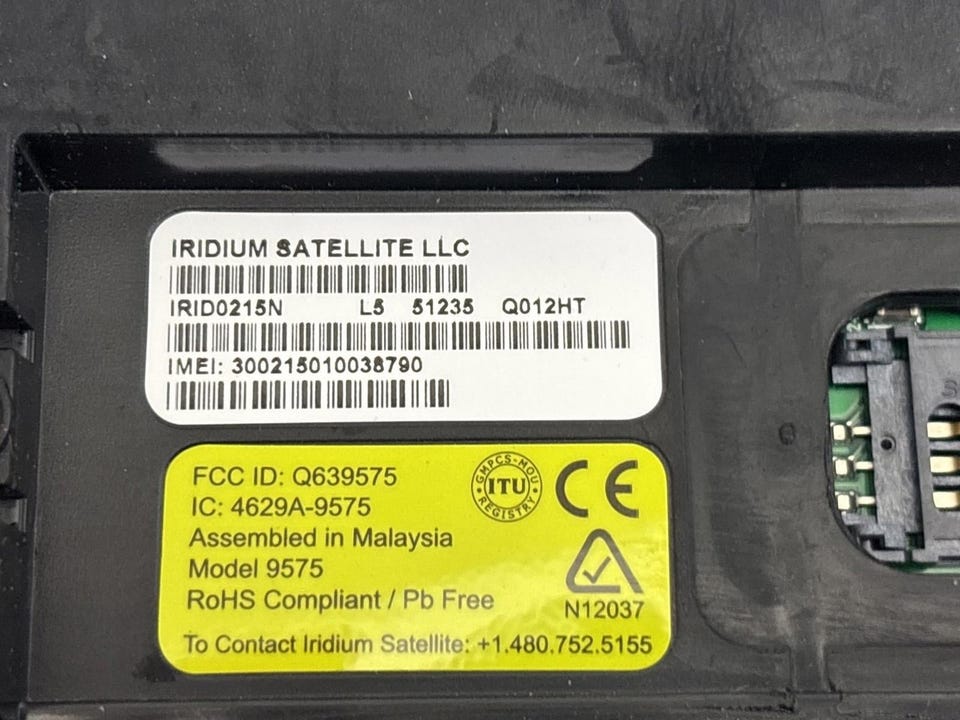 IRIDIUM SATELLITE LLC
IRID0215N L5 51235 Q012HT
IMEI: 300215010038790
FCC ID: Q639575
IC: 4629A-9575
Assembled in Malaysia
Model 9575
RoHS Compliant / Pb Free
To Contact Iridium Satellite: +1.480.752.5155
GMPCS-MOU
ITU
REGISTRY
CE
N12037